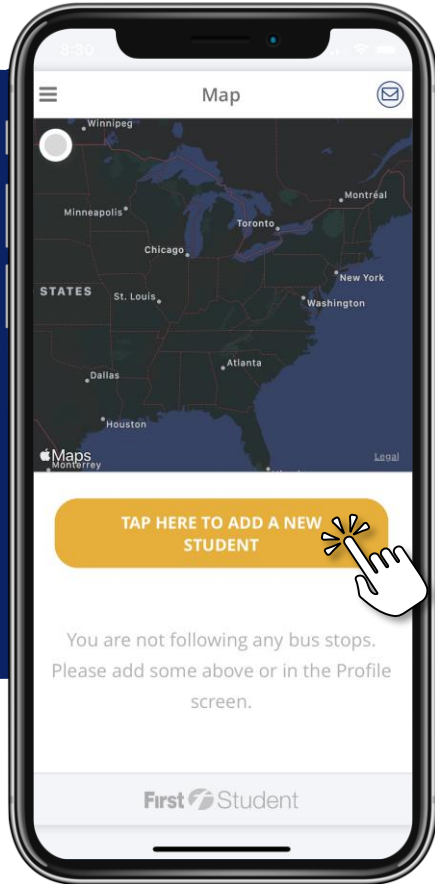 8:30
Map
Winnipeg
Montréal
Minneapolis
Toronto
Chicago
New York
STATES
St. Louis
Washington
Atlanta
Dallas
Houston
Maps
Legal
Monterrey
TAP HERE TO ADD A NEW
STUDENT
You are not following any bus stops.
Please add some above or in the Profile
screen.
First Student